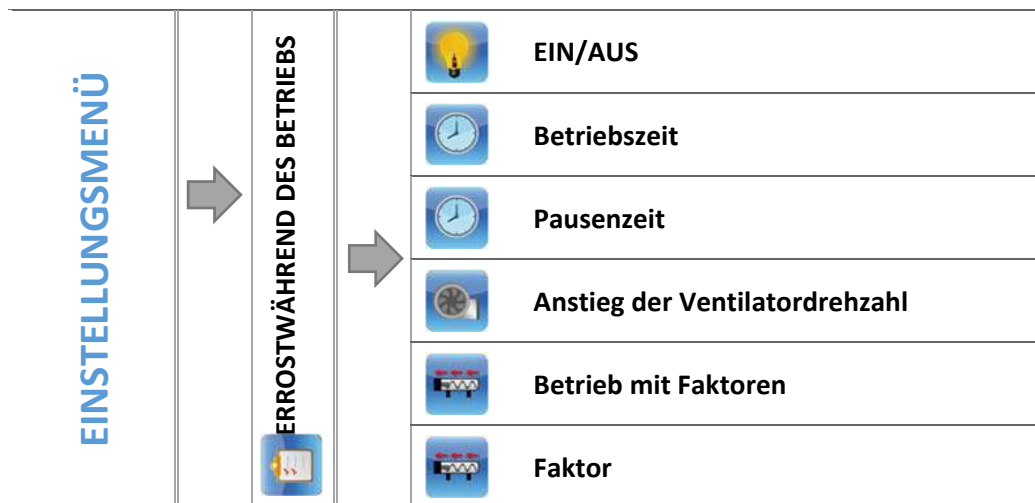 EINSTELLUNGSMENÜ
ERROSTWÄHREND DES BETRIEBS
EIN/AUS
Betriebszeit
Pausenzeit
Anstieg der Ventilatordrehzahl
Betrieb mit Faktoren
Faktor